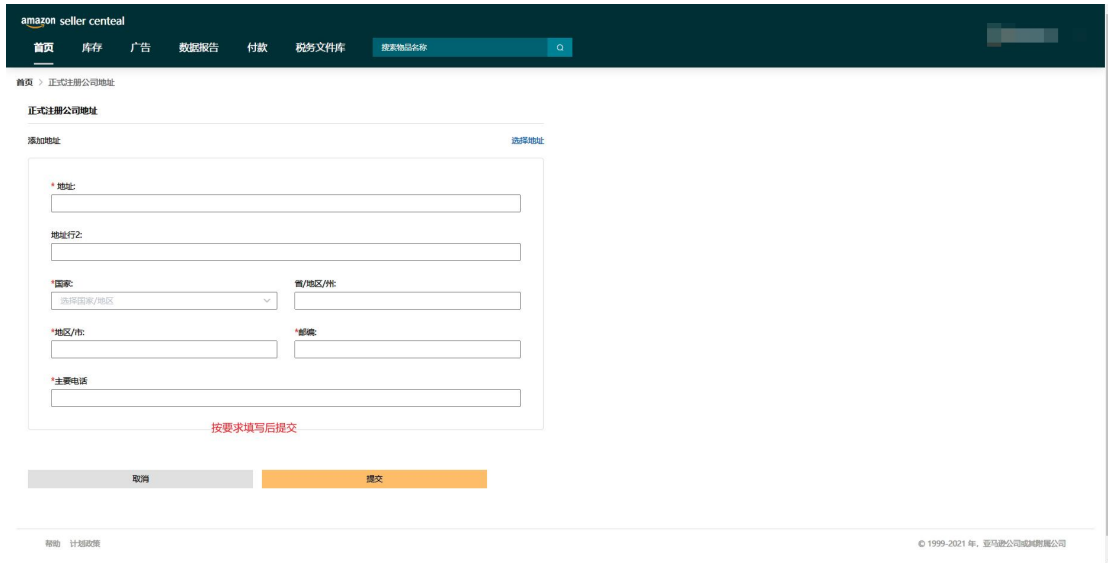 amazon seller centeal
首页 库存 广告 数据报告 付款 税务文件库 搜索物品名称
首页 > 正式注册公司地址
正式注册公司地址
添加地址 选择地址
* 地址:
地址行2:
*国家: 省/地区/州:
选择国家/地区
*地区/市: *邮编:
*主要电话
按要求填写后提交
取消 提交
帮助 计划政策 © 1999-2021 年、亚马逊公司或其附属公司